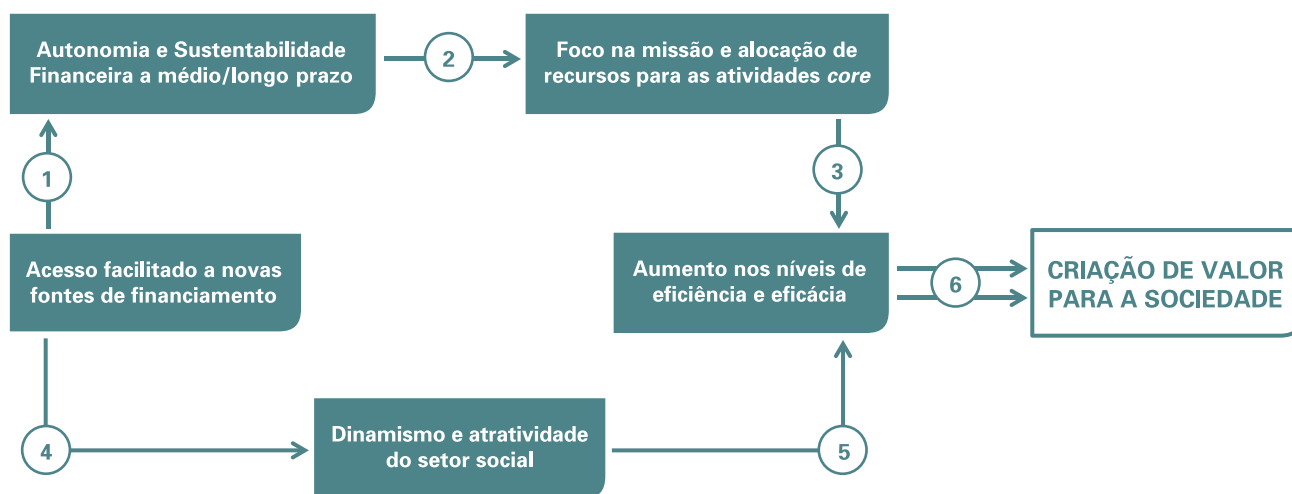 Autonomia e Sustentabilidade
Financeira a médio/longo prazo
2
Foco na missão e alocação de
recursos para as atividades core
1
3
Acesso facilitado a novas
fontes de financiamento
Aumento nos níveis de
eficiência e eficácia
6
CRIAÇÃO DE VALOR
PARA A SOCIEDADE
4
Dinamismo e atratividade
do setor social
5